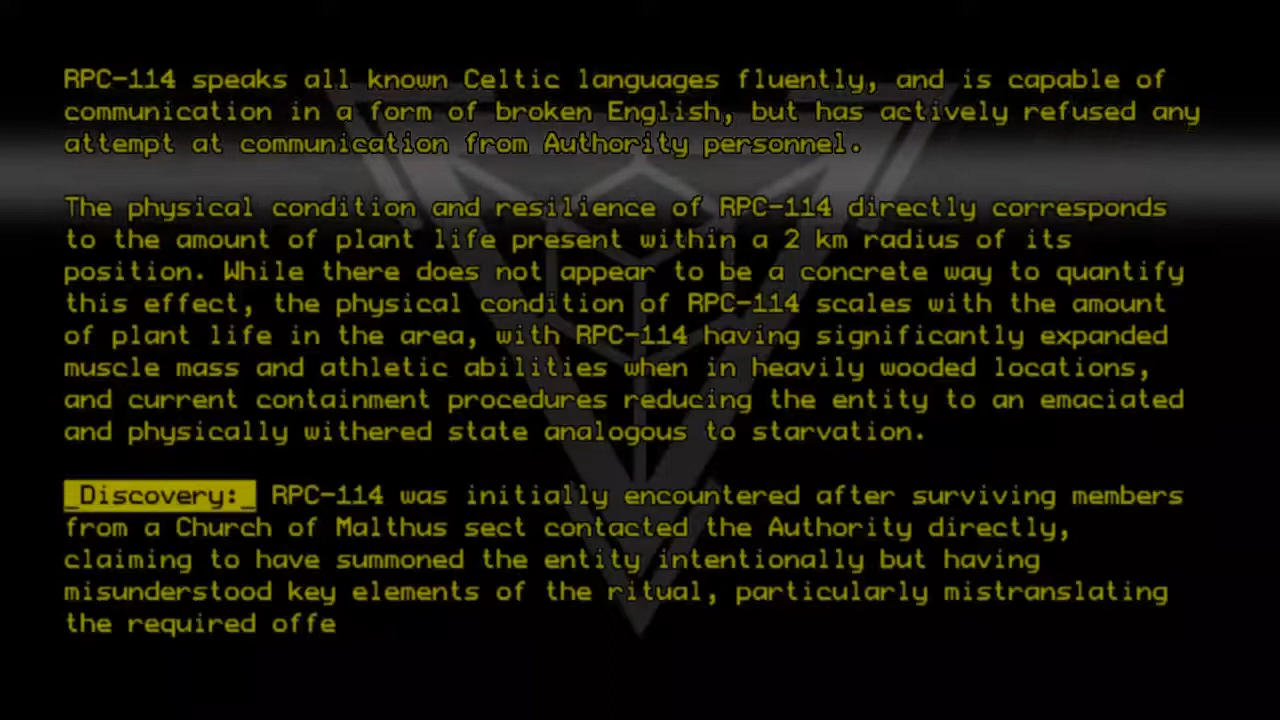 RPC-114 speaks all known Celtic languages fluently, and is capable of
communication in a form of broken English, but has actively refused any
attempt at communication from Authority personnel.
The physical condition and resilience of RPC-114 directly corresponds
to the amount of plant life present within a 2 km radius of its
position. While there does not appear to be a concrete way to quantify
this effect, the physical condition of RPC-114 scales with the amount
of plant life in the area, with RPC-114 having significantly expanded
muscle mass and athletic abilities when in heavily wooded locations,
and current containment procedures reducing the entity to an emaciated
and physically withered state analogous to starvation.
_Discovery:_ RPC-114 was initially encountered after surviving members
from a Church of Malthus sect contacted the Authority directly,
claiming to have summoned the entity intentionally but having
misunderstood key elements of the ritual, particularly mistranslating
the required offe